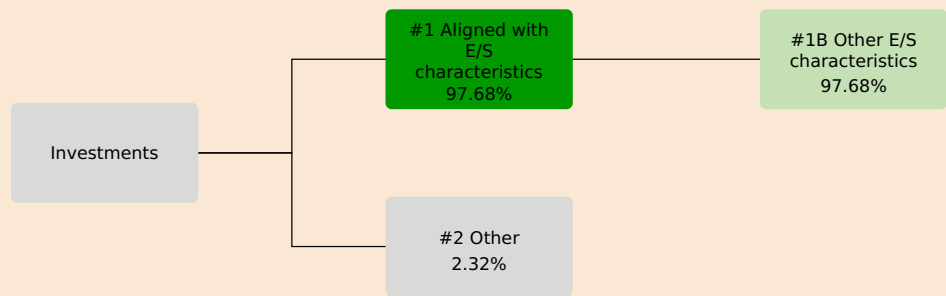 Investments
#1 Aligned with
E/S
characteristics
97.68%
#1B Other E/S
characteristics
97.68%
#2 Other
2.32%